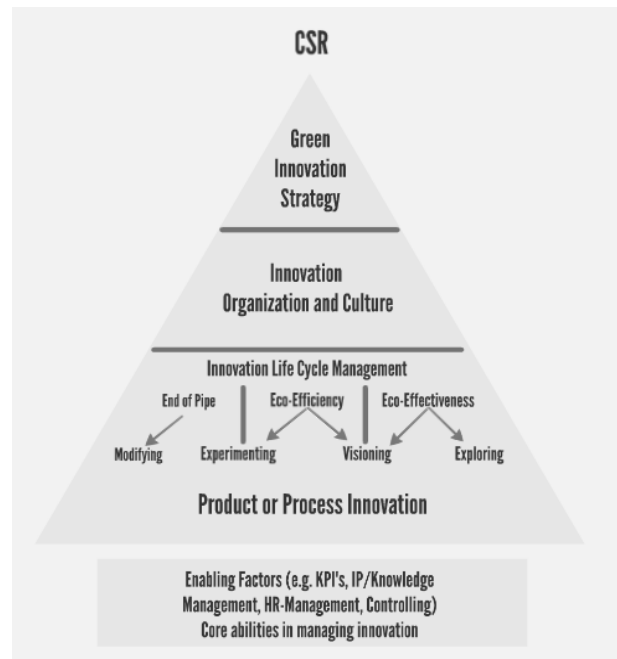 CSR
Green
Innovation
Strategy
Innovation
Organization and Culture
Innovation Life Cycle Management
End of Pipe Eco-Efficiency Eco-Effectiveness
Modifying Experimenting Visioning Exploring
Product or Process Innovation
Enabling Factors (e.g. KPI's, IP/Knowledge
Management, HR-Management, Controlling)
Core abilities in managing innovation